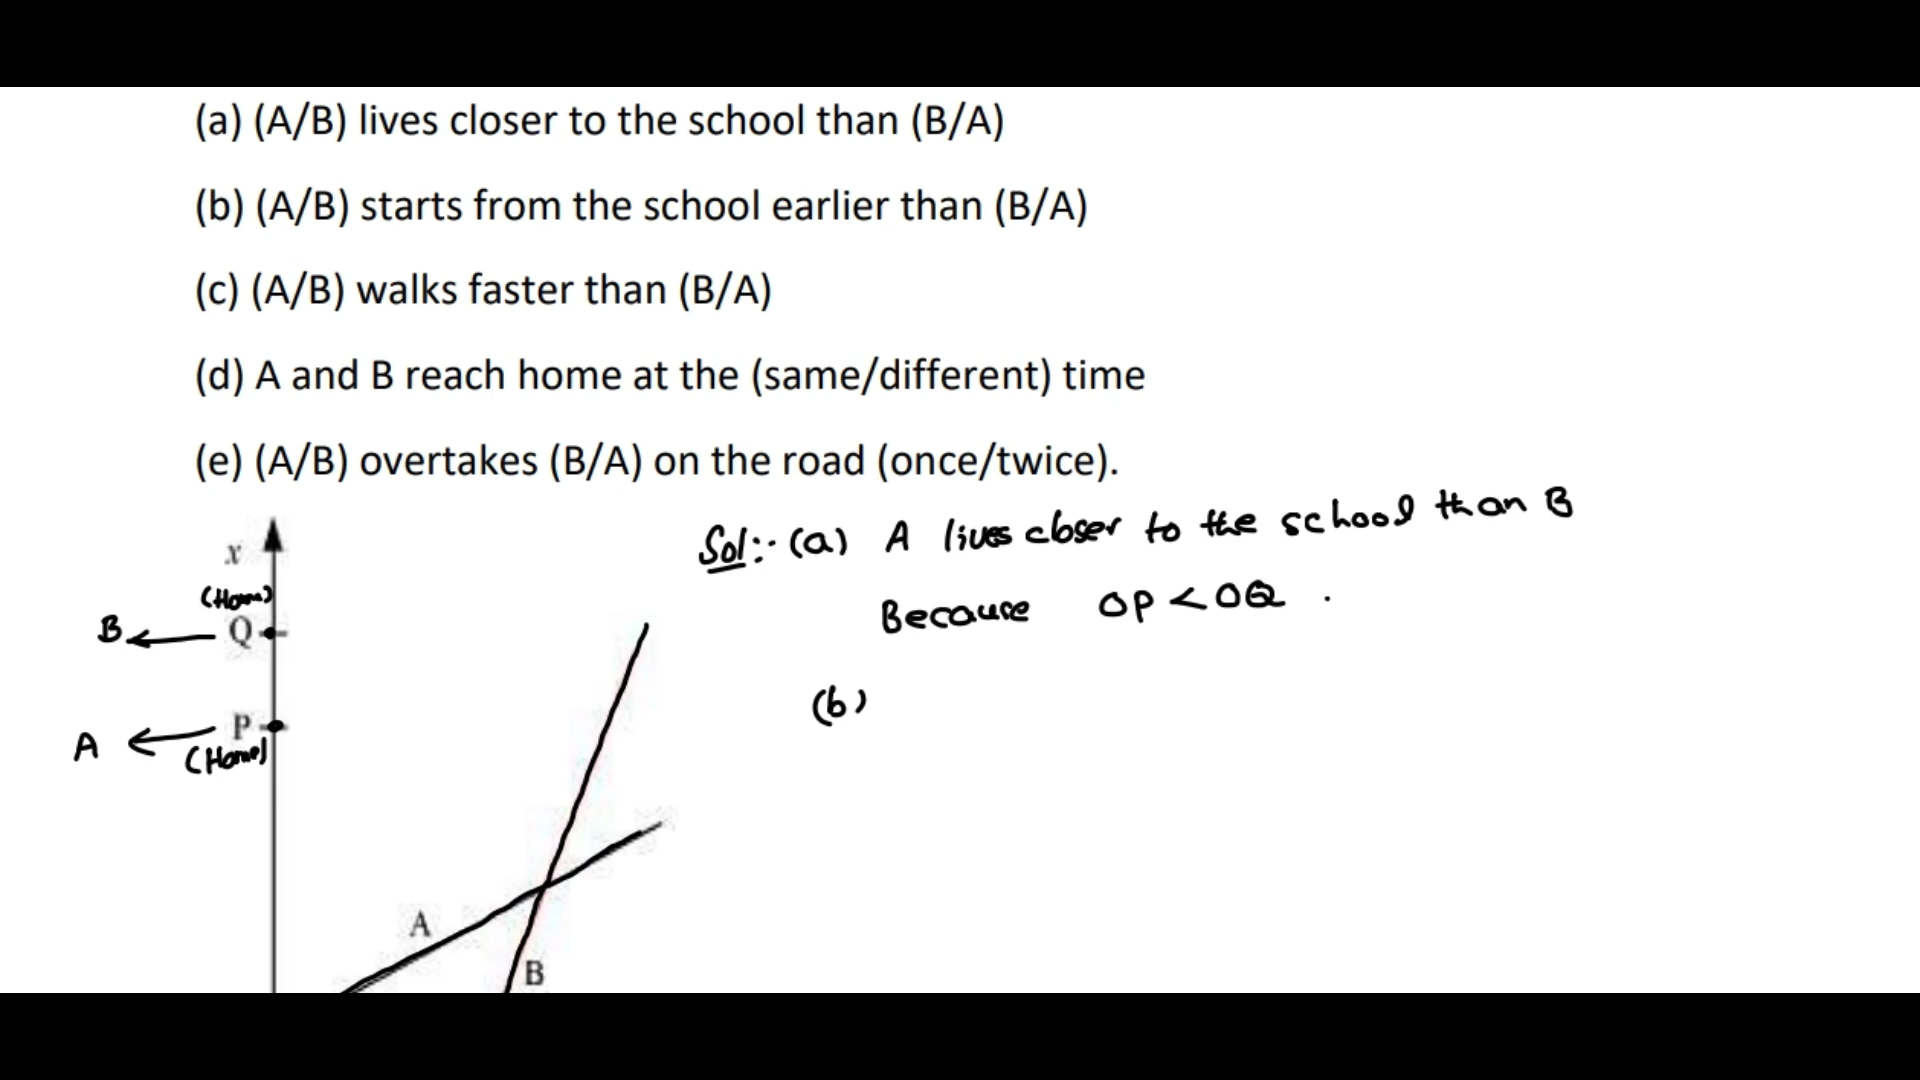 (a) (A/B) lives closer to the school than (B/A)
(b) (A/B) starts from the school earlier than (B/A)
(c) (A/B) walks faster than (B/A)
(d) A and B reach home at the (same/different) time
(e) (A/B) overtakes (B/A) on the road (once/twice).
Sol:- (a) A lives closer to the school than B
Because OP < OQ .
(b)
x
(Home)
B Q
A P
(Home)
A
B